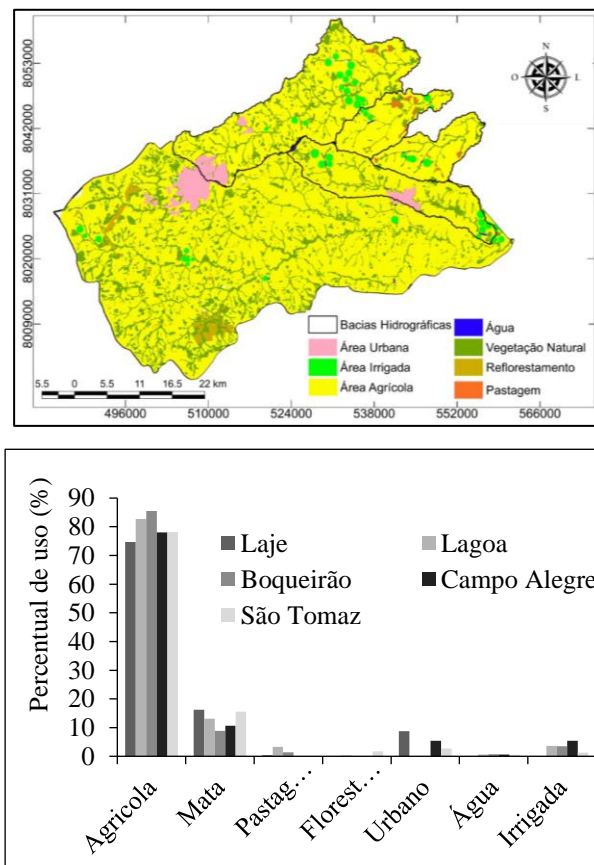 N
O L
S
8053000
8042000
8031000
8020000
8009000
Bacias Hidrográficas
Área Urbana
Área Irrigada
Área Agrícola
Água
Vegetação Natural
Reflorestamento
Pastagem
5.5 0 5.5 11 16.5 22 km
496000 510000 524000 538000 552000 566000
Percentual de uso (%)
90
80
70
60
50
40
30
20
10
0
Laje Lagoa
Boqueirão Campo Alegre
São Tomaz
Agricola
Mata
Pastag…
Florest…
Urbano
Água
Irrigada